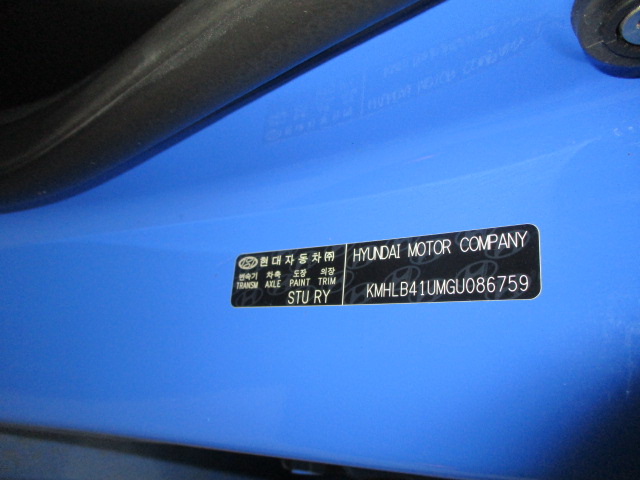 현대자동차㈜
변속기 차축 도장 의장
TRANSM AXLE PAINT TRIM
STU RY
HYUNDAI MOTOR COMPANY
KMHLB41UMGU086759